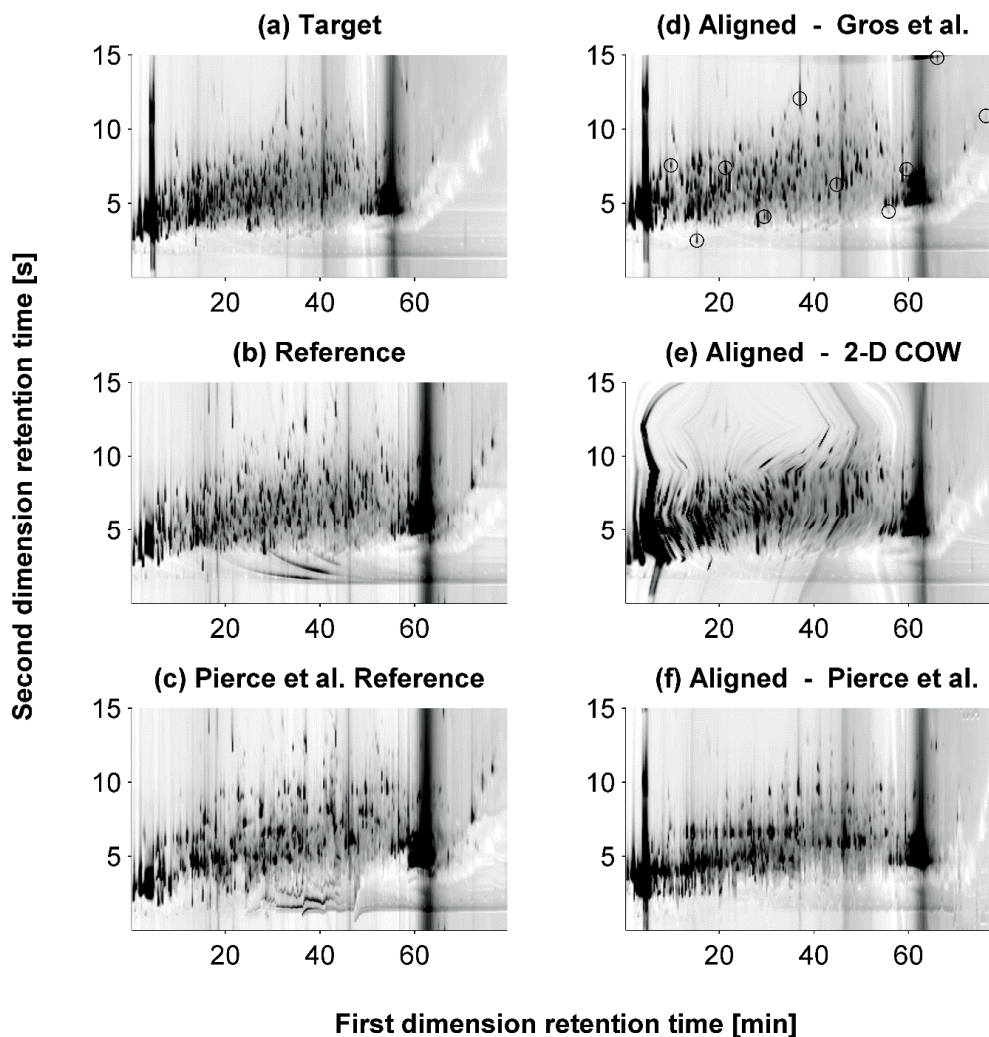 (a) Target
15
10
5
20 40 60
(d) Aligned - Gros et al.
15
10
5
20 40 60
(b) Reference
15
10
5
20 40 60
(e) Aligned - 2-D COW
15
10
5
20 40 60
(c) Pierce et al. Reference
15
10
5
20 40 60
(f) Aligned - Pierce et al.
15
10
5
20 40 60
Second dimension retention time [s]
First dimension retention time [min]